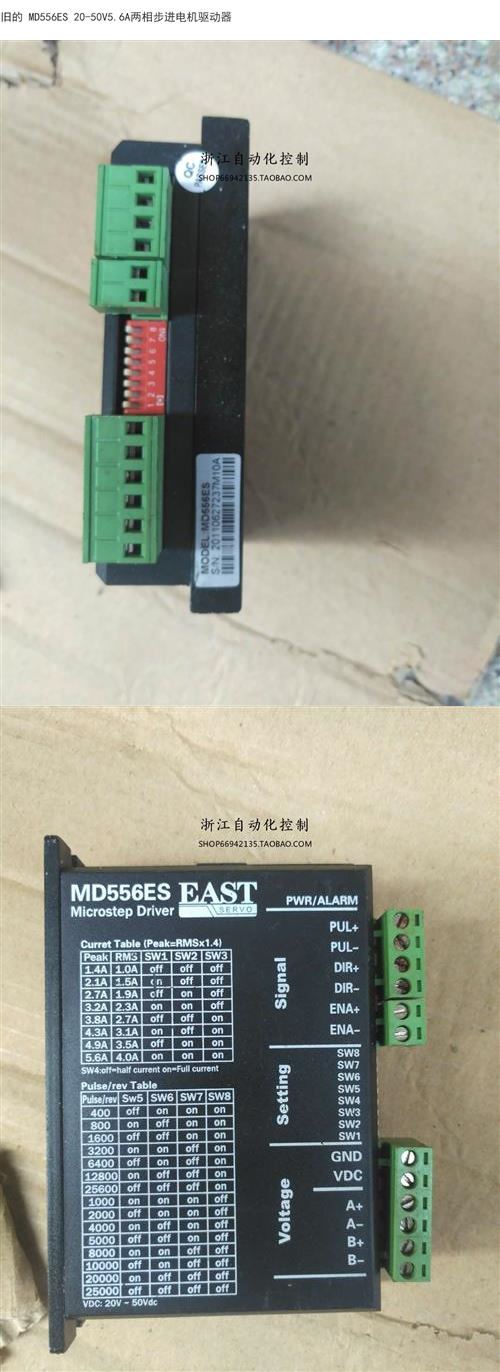 旧的 MD556ES 20-50V5.6A两相步进电机驱动器
浙江自动化控制
SHOP66942135.TAOBAO.COM
QC
1 2 3 4 5 6 7 8
MODEL:MD556ES
S/N 20110627237M10A
浙江自动化控制
SHOP66942135.TAOBAO.COM
MD556ES EAST
Microstep Driver SERVO
Curret Table (Peak=RMSx1.4)
Peak RMS SW1 SW2 SW3
1.4A 1.0A off off off
2.1A 1.5A on off off
2.7A 1.9A off on off
3.2A 2.3A on on off
3.8A 2.7A off off on
4.3A 3.1A on off on
4.9A 3.5A off on on
5.6A 4.0A on on on
SW4:off=half current on=Full current
Pulse/rev Table
Pulse/rev Sw5 SW6 SW7 SW8
400 off on on on
800 on off on on
1600 off off on on
3200 on on off on
6400 off on off on
12800 on off off on
25600 off off off on
1000 on on on off
2000 off on on off
4000 on off on off
5000 off off on off
8000 on on off off
10000 off on off off
20000 on off off off
25000 off off off off
VDC: 20V - 50Vdc
PWR/ALARM
Signal
PUL+
PUL-
DIR+
DIR-
ENA+
ENA-
Setting
SW8
SW7
SW6
SW5
SW4
SW3
SW2
SW1
Voltage
GND
VDC
A+
A-
B+
B-